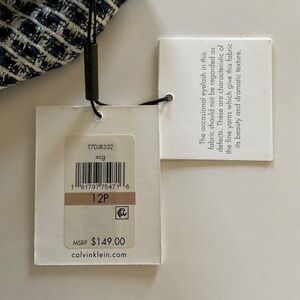 T7DJR332
xcg
1 91797 75471 6
12P
MSRP $149.00
calvinklein.com
The occasional eyelash in this
fabric should not be regarded as
defects. These are characteristic of
the fine yarns which give this fabric
its beauty and dramatic texture.